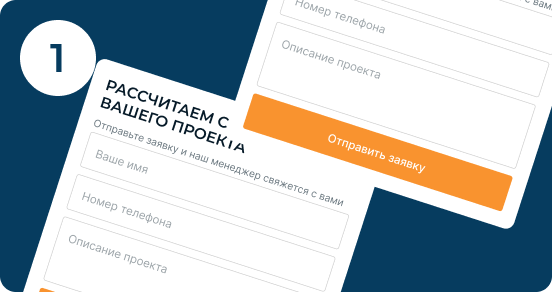 1
РАССЧИТАЕМ С
ВАШЕГО ПРОЕКТА
Отправьте заявку и наш менеджер свяжется с вами
Ваше имя
Номер телефона
Описание проекта
с вами
Номер телефона
Описание проекта
Отправить заявку